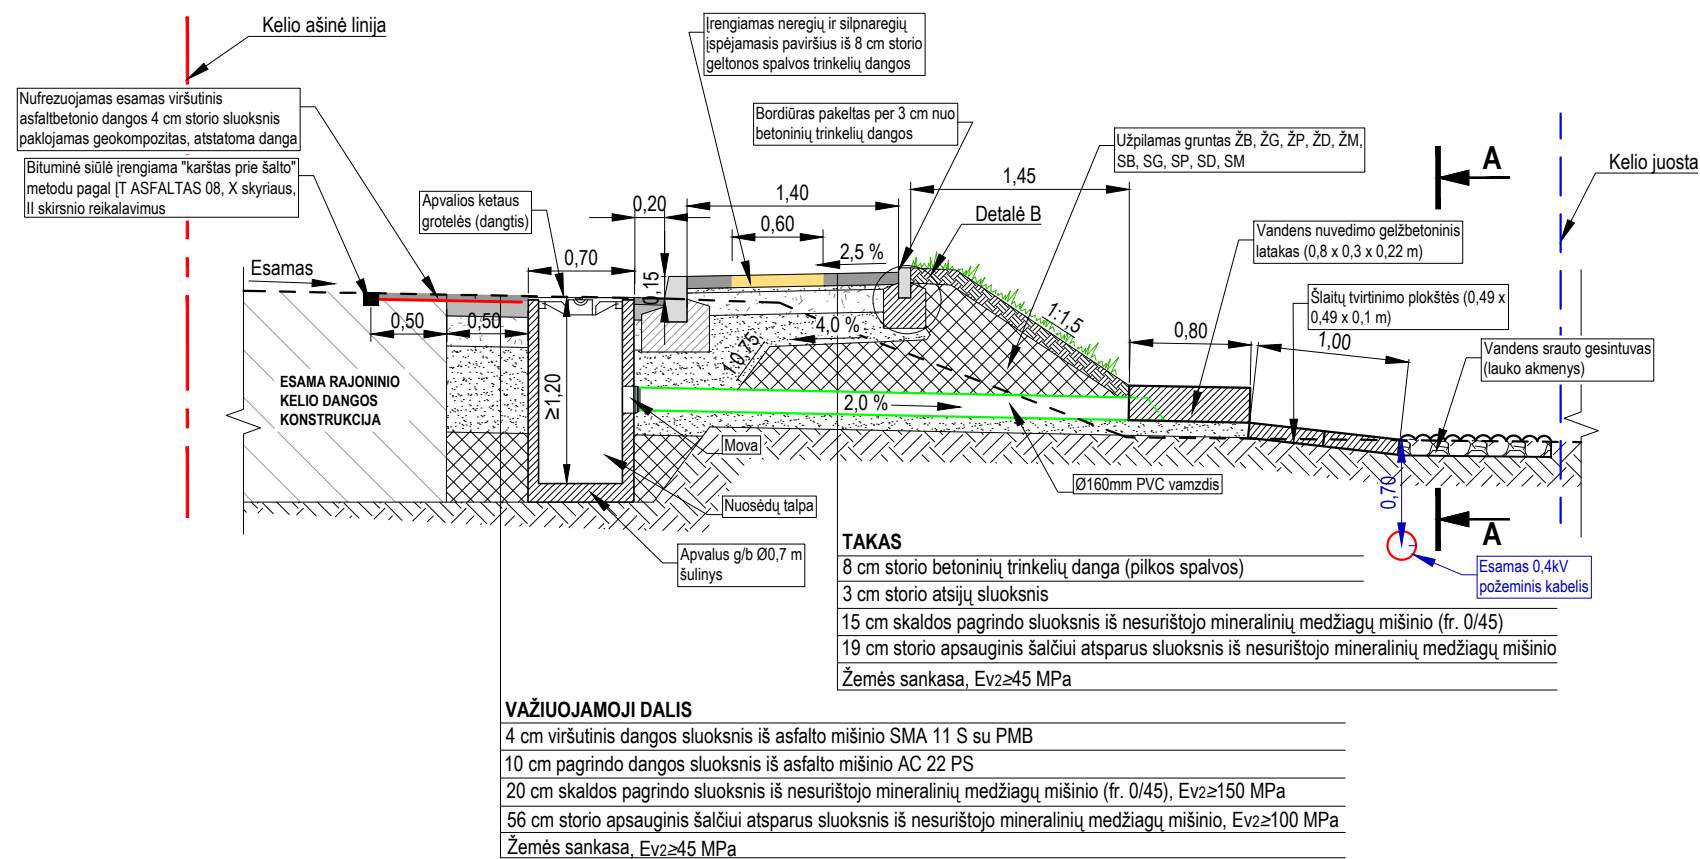 Kelio ašinė linija
Įrengiamas neregių ir silpnaregių
įspėjamasis paviršius iš 8 cm storio
geltonos spalvos trinkelių dangos
Nufrezuojamas esamas viršutinis
asfaltbetonio dangos 4 cm storio sluoksnis
paklojamas geokompozitas, atstatoma danga
Bordiūras pakeltas per 3 cm nuo
betoninių trinkelių dangos
Užpilamas gruntas ŽB, ŽG, ŽP, ŽD, ŽM,
SB, SG, SP, SD, SM
A
Kelio juosta
Bituminė siūlė įrengiama "karštas prie šalto"
metodu pagal ĮT ASFALTAS 08, X skyriaus,
II skirsnio reikalavimus
Apvalios ketaus
grotelės (dangtis)
0,20
1,40
1,45
0,60
Detalė B
2,5 %
Vandens nuvedimo gelžbetoninis
latakas (0,8 x 0,3 x 0,22 m)
Esamas
0,70
0,15
Šlaitų tvirtinimo plokštės (0,49 x
0,49 x 0,1 m)
0,50
0,50
4,0 %
1:1,5
0,80
1,00
Vandens srauto gesintuvas
(lauko akmenys)
1:0,75
ESAMA RAJONINIO
KELIO DANGOS
KONSTRUKCIJA
≥1,20
2,0 %
Mova
Ø160mm PVC vamzdis
0,70
Nuosėdų talpa
A
Apvalus g/b Ø0,7 m
šulinys
Esamas 0,4kV
požeminis kabelis
TAKAS
8 cm storio betoninių trinkelių danga (pilkos spalvos)
3 cm storio atsijų sluoksnis
15 cm skaldos pagrindo sluoksnis iš nesurištojo mineralinių medžiagų mišinio (fr. 0/45)
19 cm storio apsauginis šalčiui atsparus sluoksnis iš nesurištojo mineralinių medžiagų mišinio
Žemės sankasa, Ev2≥45 MPa
VAŽIUOJAMOJI DALIS
4 cm viršutinis dangos sluoksnis iš asfalto mišinio SMA 11 S su PMB
10 cm pagrindo dangos sluoksnis iš asfalto mišinio AC 22 PS
20 cm skaldos pagrindo sluoksnis iš nesurištojo mineralinių medžiagų mišinio (fr. 0/45), Ev2≥150 MPa
56 cm storio apsauginis šalčiui atsparus sluoksnis iš nesurištojo mineralinių medžiagų mišinio, Ev2≥100 MPa
Žemės sankasa, Ev2≥45 MPa